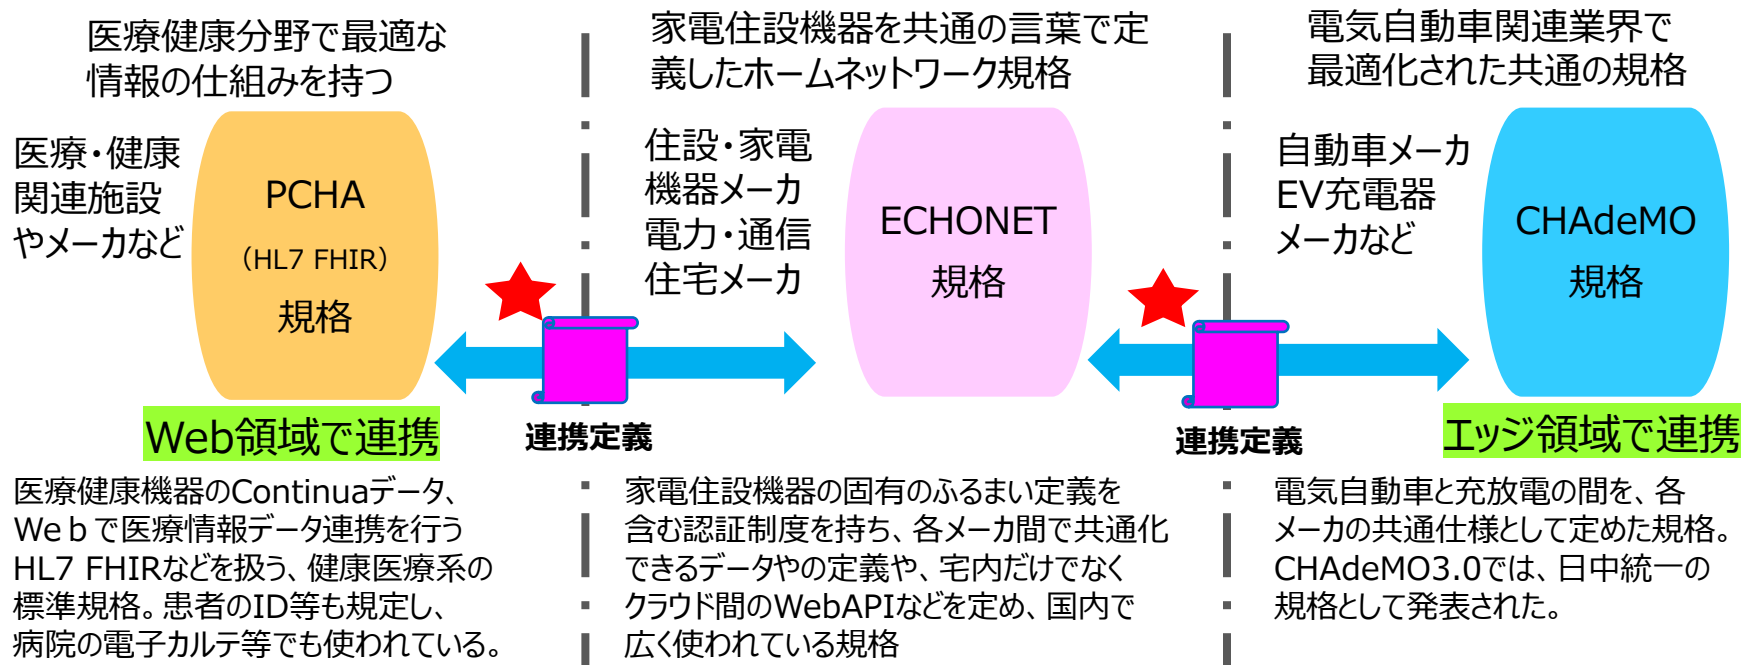 医療健康分野で最適な
情報の仕組みを持つ
医療・健康
関連施設
やメーカなど
PCHA
（HL7 FHIR）
規格
Web領域で連携
医療健康機器のContinuaデータ、
Ｗｅｂで医療情報データ連携を行う
HL7 FHIRなどを扱う、健康医療系の
標準規格。患者のID等も規定し、
病院の電子カルテ等でも使われている。
連携定義
家電住設機器を共通の言葉で定
義したホームネットワーク規格
住設・家電
機器メーカ
電力・通信
住宅メーカ
ECHONET
規格
家電住設機器の固有のふるまい定義を
含む認証制度を持ち、各メーカ間で共通化
できるデータやの定義や、宅内だけでなく
クラウド間のWebAPIなどを定め、国内で
広く使われている規格
連携定義
電気自動車関連業界で
最適化された共通の規格
自動車メーカ
EV充電器
メーカなど
CHAdeMO
規格
エッジ領域で連携
電気自動車と充放電の間を、各
メーカの共通仕様として定めた規格。
CHAdeMO3.0では、日中統一の
規格として発表された。